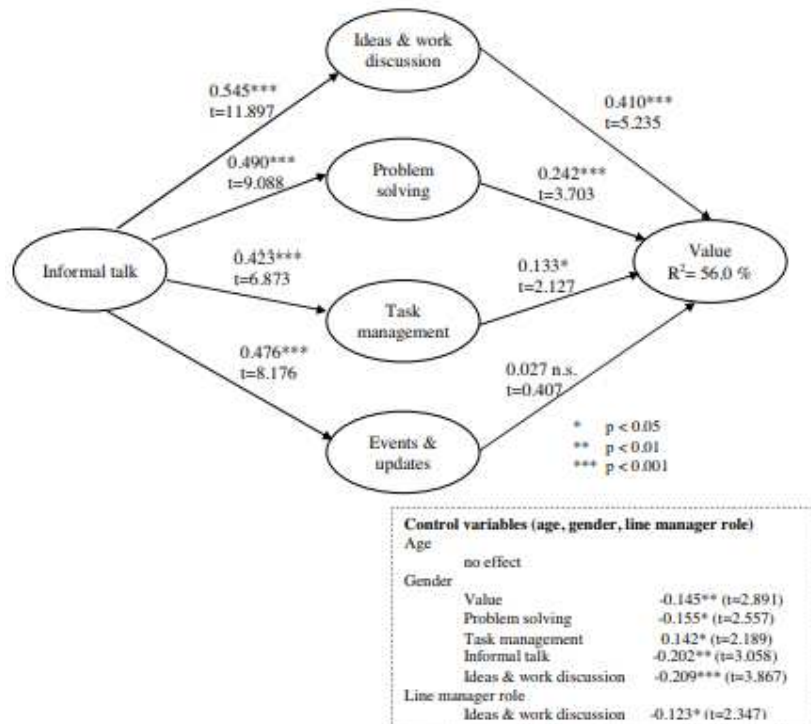 Ideas & work
discussion
0.545***
t=11.897
0.410***
t=5.235
0.490***
t=9.088
Problem
solving
0.242***
t=3.703
Informal talk
Value
R²= 56,0 %
0.423***
t=6.873
0.133*
t=2.127
Task
management
0.476***
t=8.176
0.027 n.s.
t=0.407
Events &
updates
* p < 0.05
** p < 0.01
*** p < 0.001
Control variables (age, gender, line manager role)
Age
no effect
Gender
Value -0.145** (t=2.891)
Problem solving -0.155* (t=2.557)
Task management 0.142* (t=2.189)
Informal talk -0.202** (t=3.058)
Ideas & work discussion -0.209*** (t=3.867)
Line manager role
Ideas & work discussion -0.123* (t=2.347)